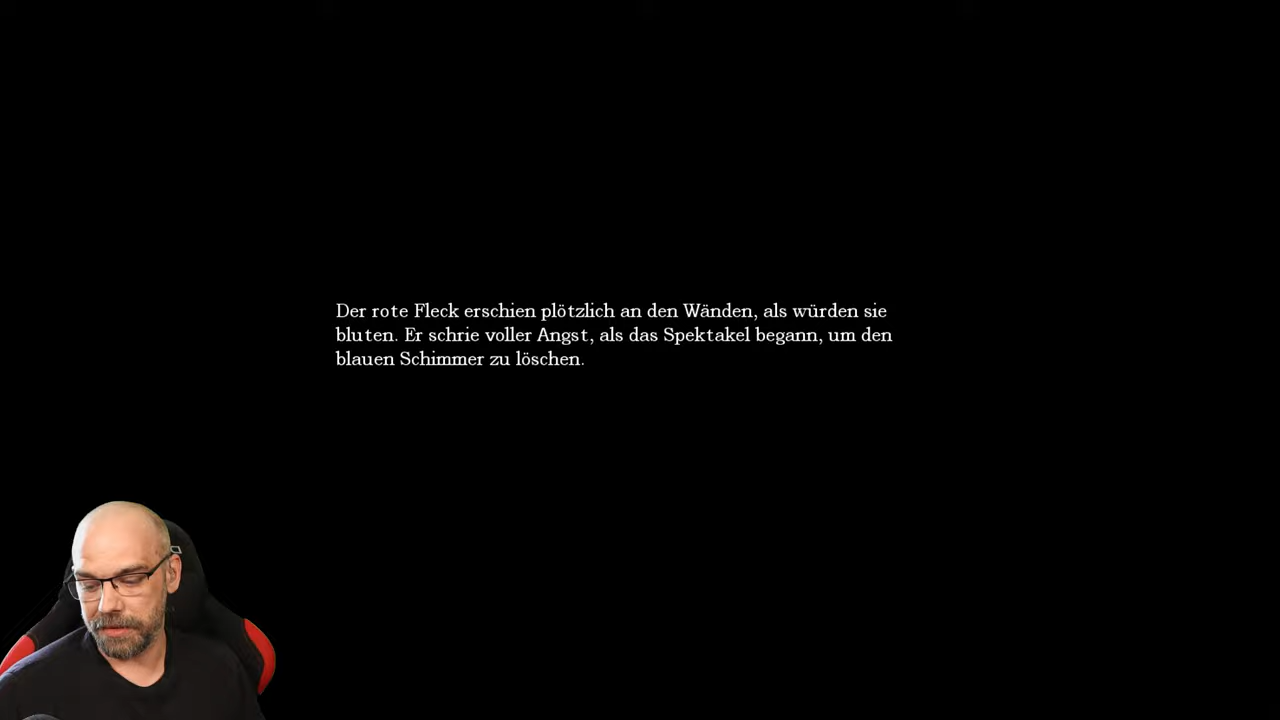 Der rote Fleck erschien plötzlich an den Wänden, als würden sie
bluten. Er schrie voller Angst, als das Spektakel begann, um den
blauen Schimmer zu löschen.